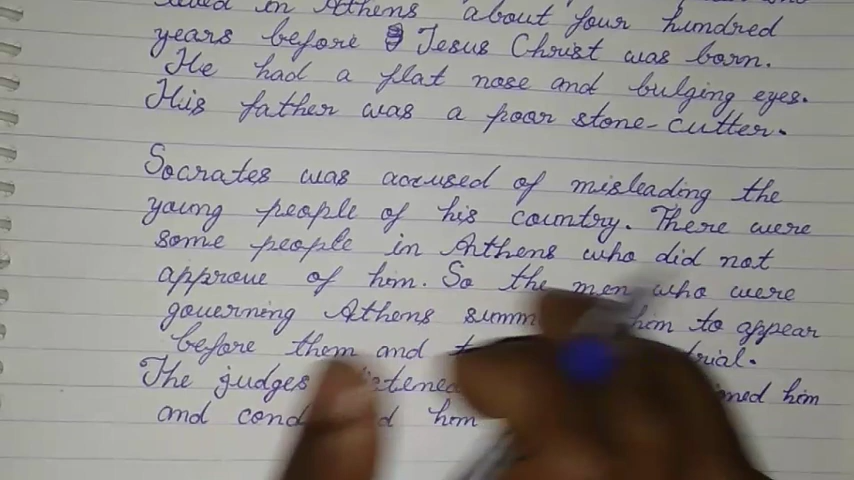 in Athens about four hundred
years before Jesus Christ was born.
He had a flat nose and bulging eyes.
His father was a poor stone-cutter.
Socrates was accused of misleading the
young people of his country. There were
some people in Anthens who did not
approve of him. So the men who were
governing Athens him to appear
before them and trial.
The judges him
and him